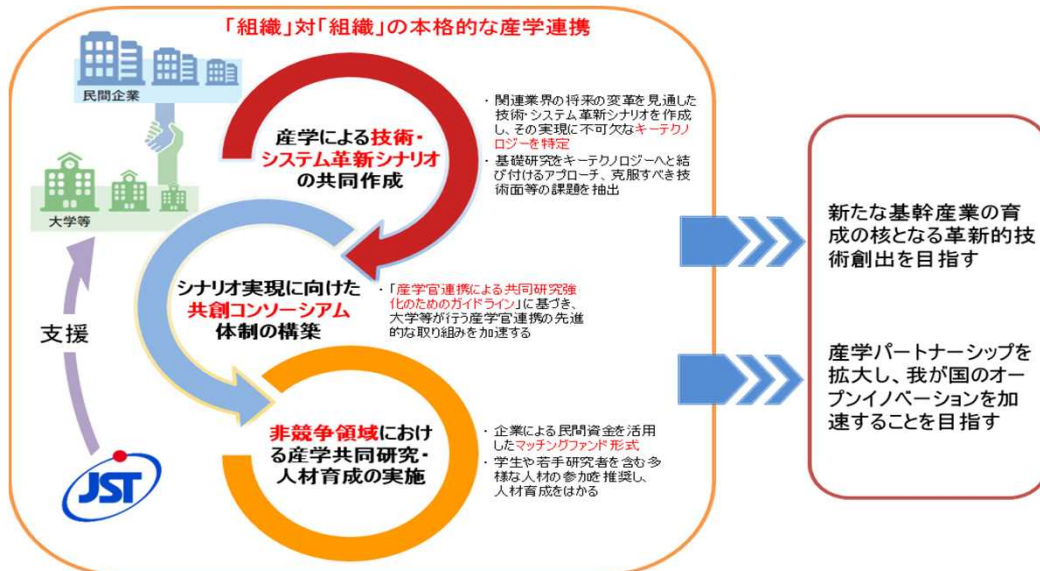 「組織」対「組織」の本格的な産学連携
民間企業
大学等
支援
JST
産学による技術・
システム革新シナリオ
の共同作成
・ 関連業界の将来の変革を見通した
技術・システム革新シナリオを作成
し、その実現に不可欠なキーテクノ
ロジーを特定
・ 基礎研究をキーテクノロジーへと結
び付けるアプローチ、克服すべき技
術面等の課題を抽出
シナリオ実現に向けた
共創コンソーシアム
体制の構築
・ 「産学官連携による共同研究強
化のためのガイドライン」に基づき、
大学等が行う産学官連携の先進
的な取り組みを加速する
非競争領域におけ
る産学共同研究・
人材育成の実施
・ 企業による民間資金を活用
したマッチングファンド形式
・ 学生や若手研究者を含む多
様な人材の参加を推奨し、
人材育成をはかる
新たな基幹産業の育
成の核となる革新的技
術創出を目指す
産学パートナーシップを
拡大し、我が国のオー
プンイノベーションを加
速することを目指す